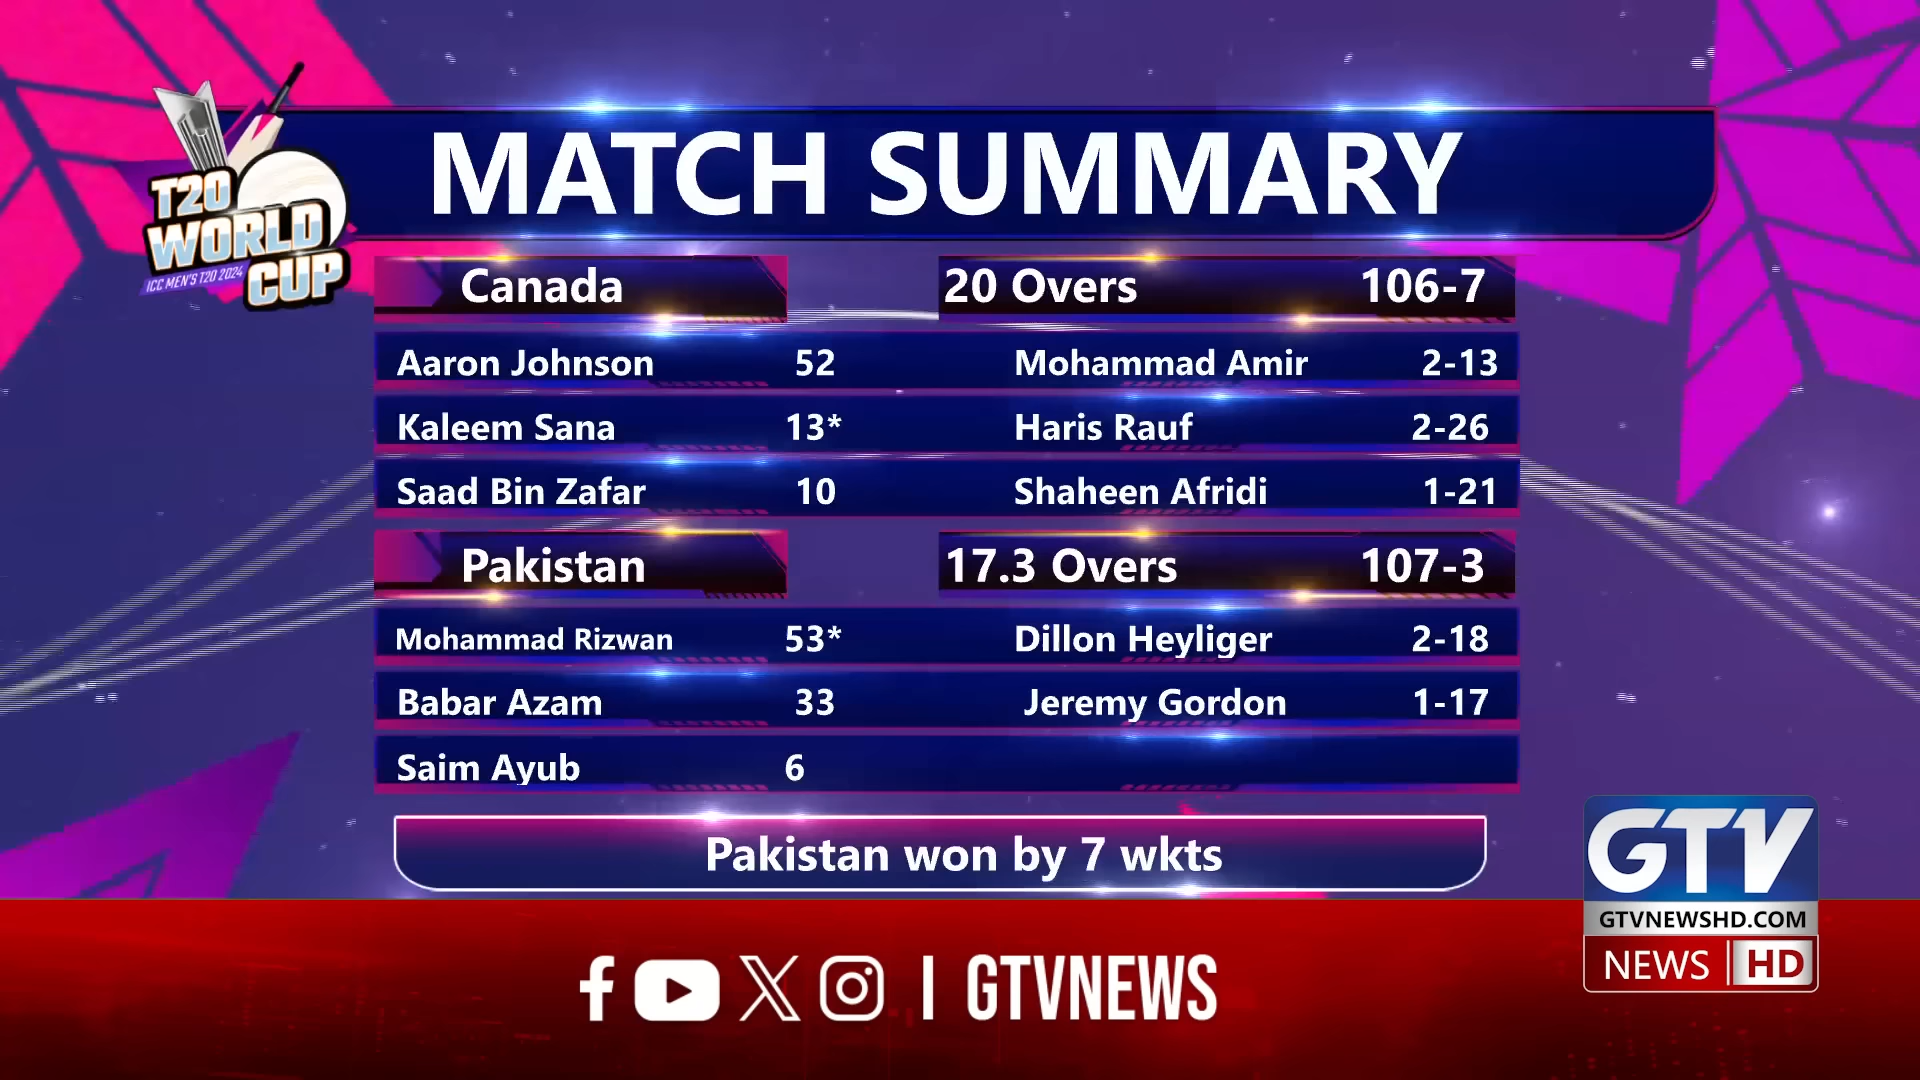 MATCH SUMMARY
T20
WORLD
CUP
ICC MEN'S T20 2024
Canada 20 Overs 106-7
Aaron Johnson 52 Mohammad Amir 2-13
Kaleem Sana 13* Haris Rauf 2-26
Saad Bin Zafar 10 Shaheen Afridi 1-21
Pakistan 17.3 Overs 107-3
Mohammad Rizwan 53* Dillon Heyliger 2-18
Babar Azam 33 Jeremy Gordon 1-17
Saim Ayub 6
Pakistan won by 7 wkts
GTV
GTVNEWSHD.COM
NEWS HD
| GTVNEWS